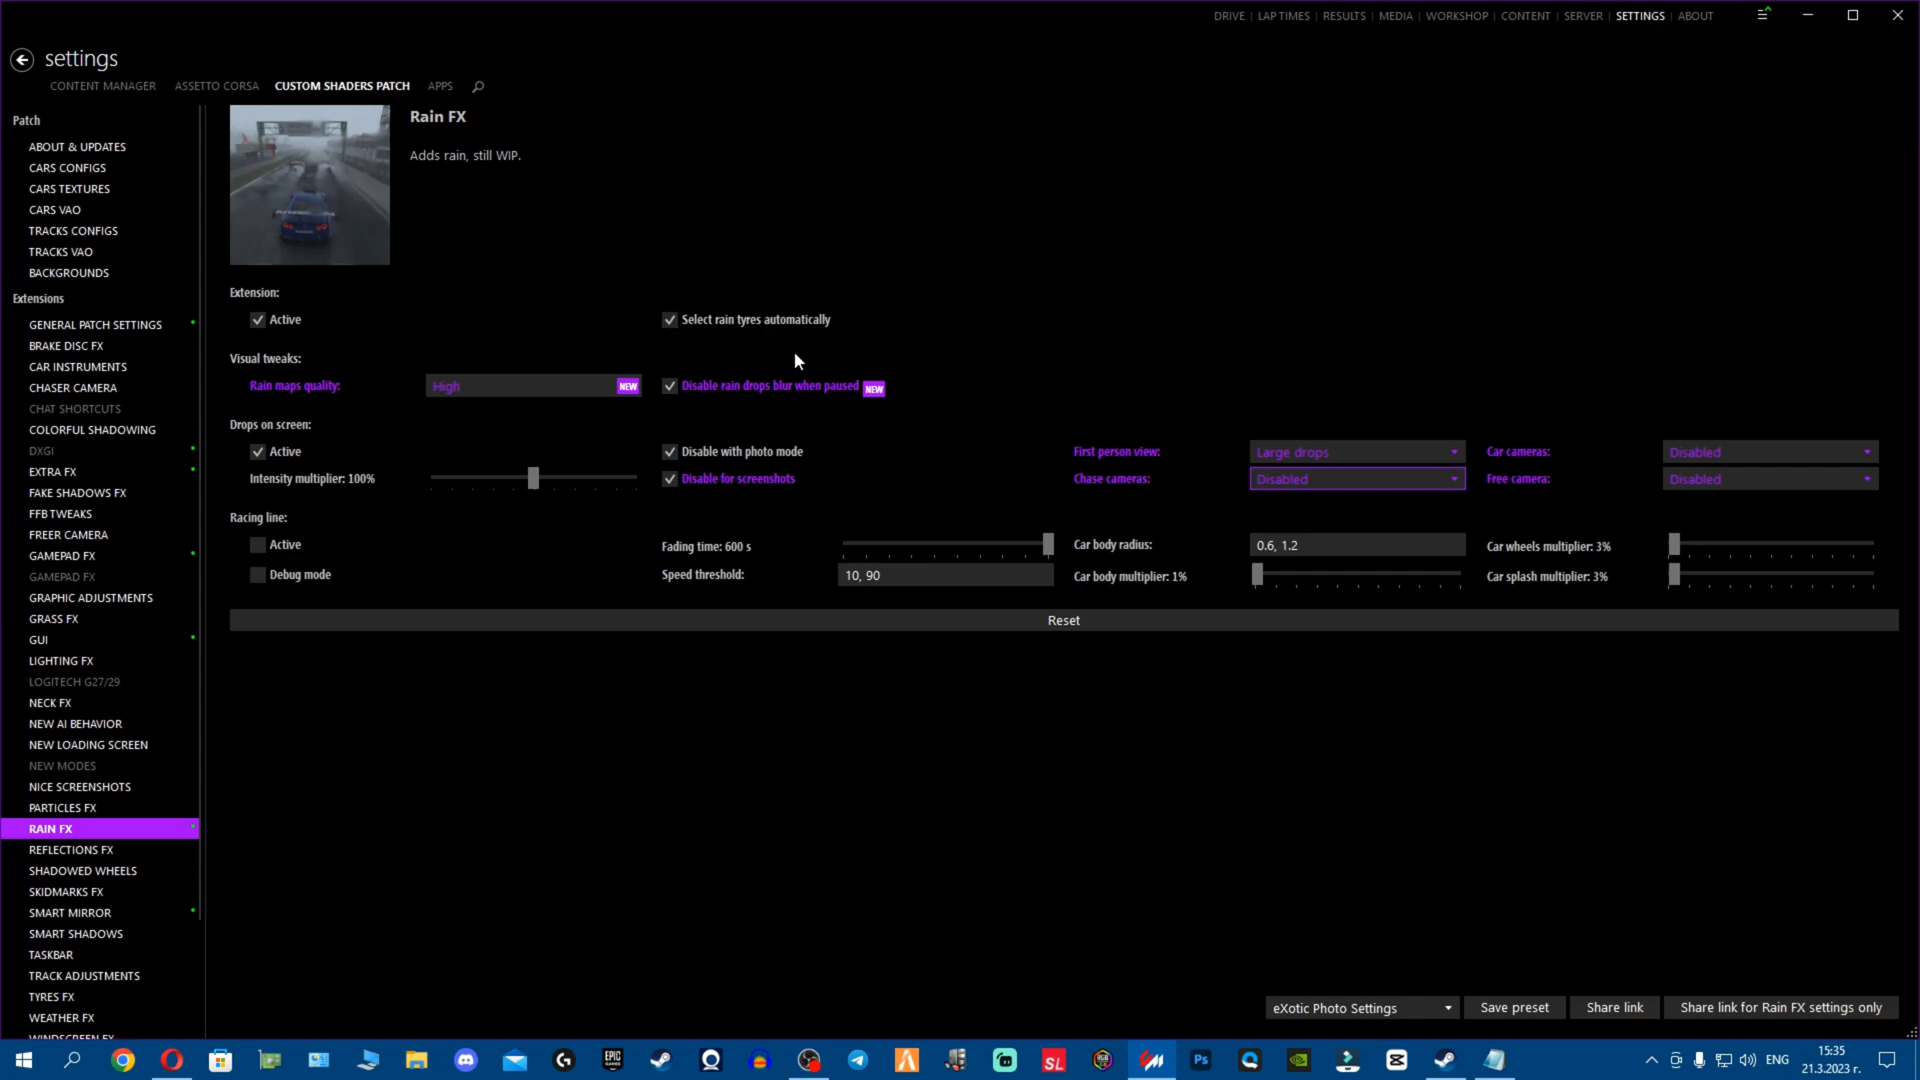 DRIVE | LAP TIMES | RESULTS | MEDIA | WORKSHOP | CONTENT | SERVER | SETTINGS | ABOUT
settings
CONTENT MANAGER ASSETTO CORSA CUSTOM SHADERS PATCH APPS
Patch
ABOUT & UPDATES
CARS CONFIGS
CARS TEXTURES
CARS VAO
TRACKS CONFIGS
TRACKS VAO
BACKGROUNDS
Extensions
GENERAL PATCH SETTINGS
BRAKE DISC FX
CAR INSTRUMENTS
CHASER CAMERA
CHAT SHORTCUTS
COLORFUL SHADOWING
DXGI
EXTRA FX
FAKE SHADOWS FX
FFB TWEAKS
FREER CAMERA
GAMEPAD FX
GAMEPAD FX
GRAPHIC ADJUSTMENTS
GRASS FX
GUI
LIGHTING FX
LOGITECH G27/29
NECK FX
NEW AI BEHAVIOR
NEW LOADING SCREEN
NEW MODES
NICE SCREENSHOTS
PARTICLES FX
RAIN FX
REFLECTIONS FX
SHADOWED WHEELS
SKIDMARKS FX
SMART MIRROR
SMART SHADOWS
TASKBAR
TRACK ADJUSTMENTS
TYRES FX
WEATHER FX
WINDSCREEN FX
Rain FX
Adds rain, still WIP.
Extension:
Active Select rain tyres automatically
Visual tweaks:
Rain maps quality: High NEW Disable rain drops blur when paused NEW
Drops on screen:
Active Disable with photo mode First person view: Large drops Car cameras: Disabled
Intensity multiplier: 100% Disable for screenshots Chase cameras: Disabled Free camera: Disabled
Racing line:
Active Fading time: 600 s Car body radius: 0.6, 1.2 Car wheels multiplier: 3%
Debug mode Speed threshold: 10, 90 Car body multiplier: 1% Car splash multiplier: 3%
Reset
eXotic Photo Settings Save preset Share link Share link for Rain FX settings only
EPIC GAMES SL Ps ENG 15:35
21.3.2023 г.